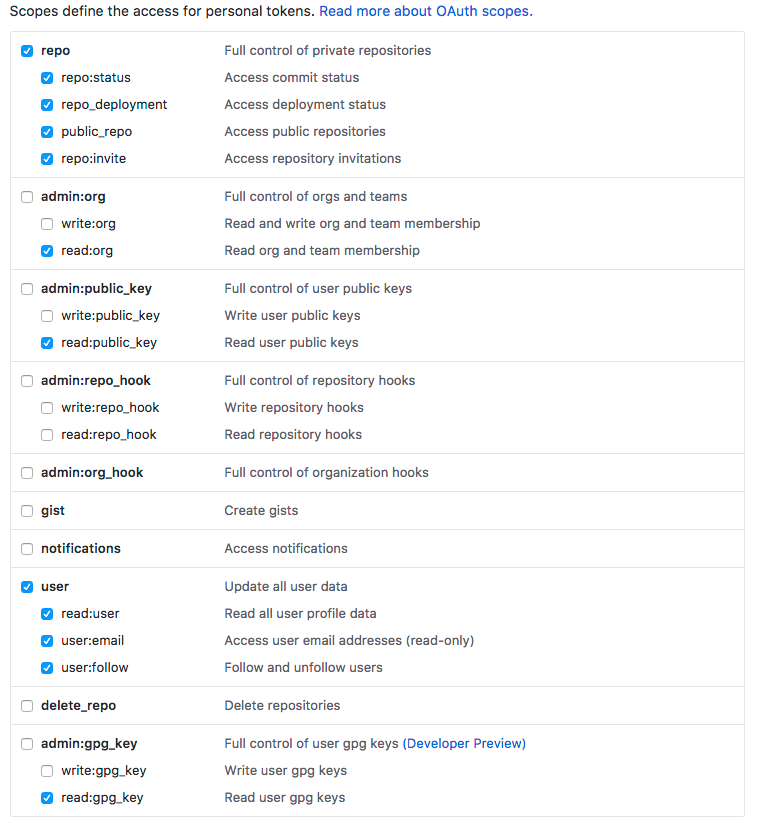 Scopes define the access for personal tokens. Read more about OAuth scopes.
repo Full control of private repositories
repo:status Access commit status
repo_deployment Access deployment status
public_repo Access public repositories
repo:invite Access repository invitations
admin:org Full control of orgs and teams
write:org Read and write org and team membership
read:org Read org and team membership
admin:public_key Full control of user public keys
write:public_key Write user public keys
read:public_key Read user public keys
admin:repo_hook Full control of repository hooks
write:repo_hook Write repository hooks
read:repo_hook Read repository hooks
admin:org_hook Full control of organization hooks
gist Create gists
notifications Access notifications
user Update all user data
read:user Read all user profile data
user:email Access user email addresses (read-only)
user:follow Follow and unfollow users
delete_repo Delete repositories
admin:gpg_key Full control of user gpg keys (Developer Preview)
write:gpg_key Write user gpg keys
read:gpg_key Read user gpg keys